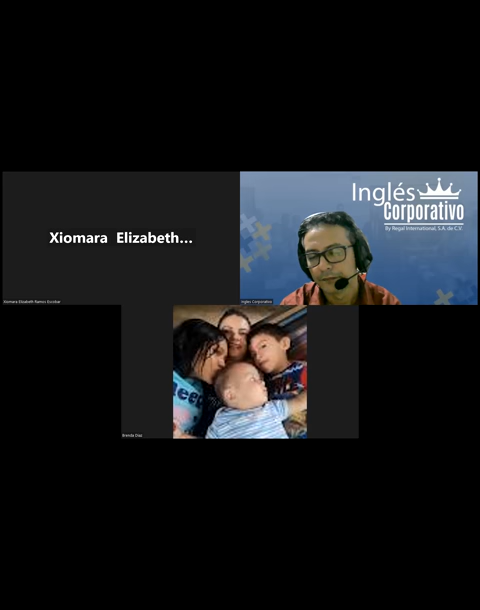 Xiomara Elizabeth...
Xiomara Elizabeth Ramos Escobar
Inglés
Corporativo
By Regal International, S.A. de C.V.
Ingles Corporativo
Brenda Diaz